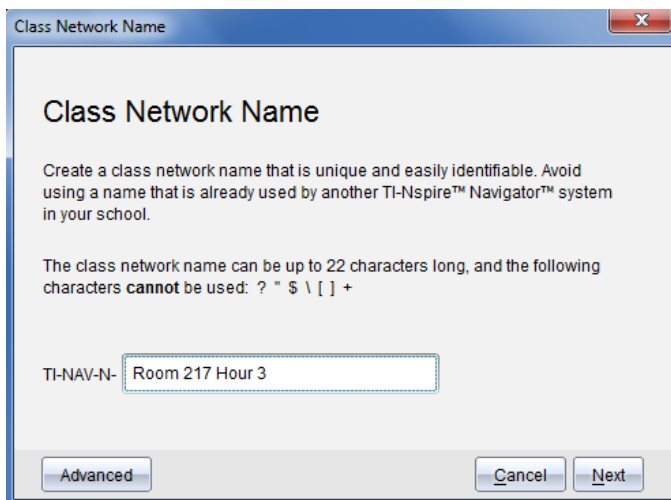 Class Network Name
x
Class Network Name
Create a class network name that is unique and easily identifiable. Avoid
using a name that is already used by another TI-Nspire™ Navigator™ system
in your school.
The class network name can be up to 22 characters long, and the following
characters cannot be used: ? " $ \ [ ] +
TI-NAV-N- Room 217 Hour 3
Advanced Cancel Next